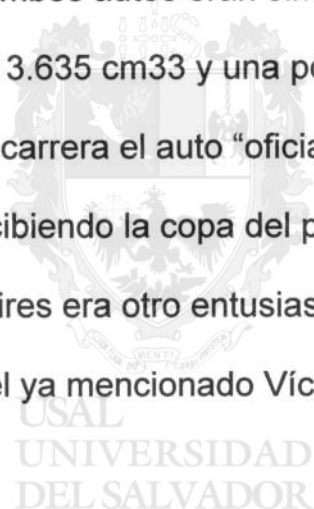 3.635 cm33 y una po
carrera el auto “oficia
cibiendo la copa del p
ires era otro entusias
el ya mencionado Víc
USAL
UNIVERSIDAD
DEL SALVADOR